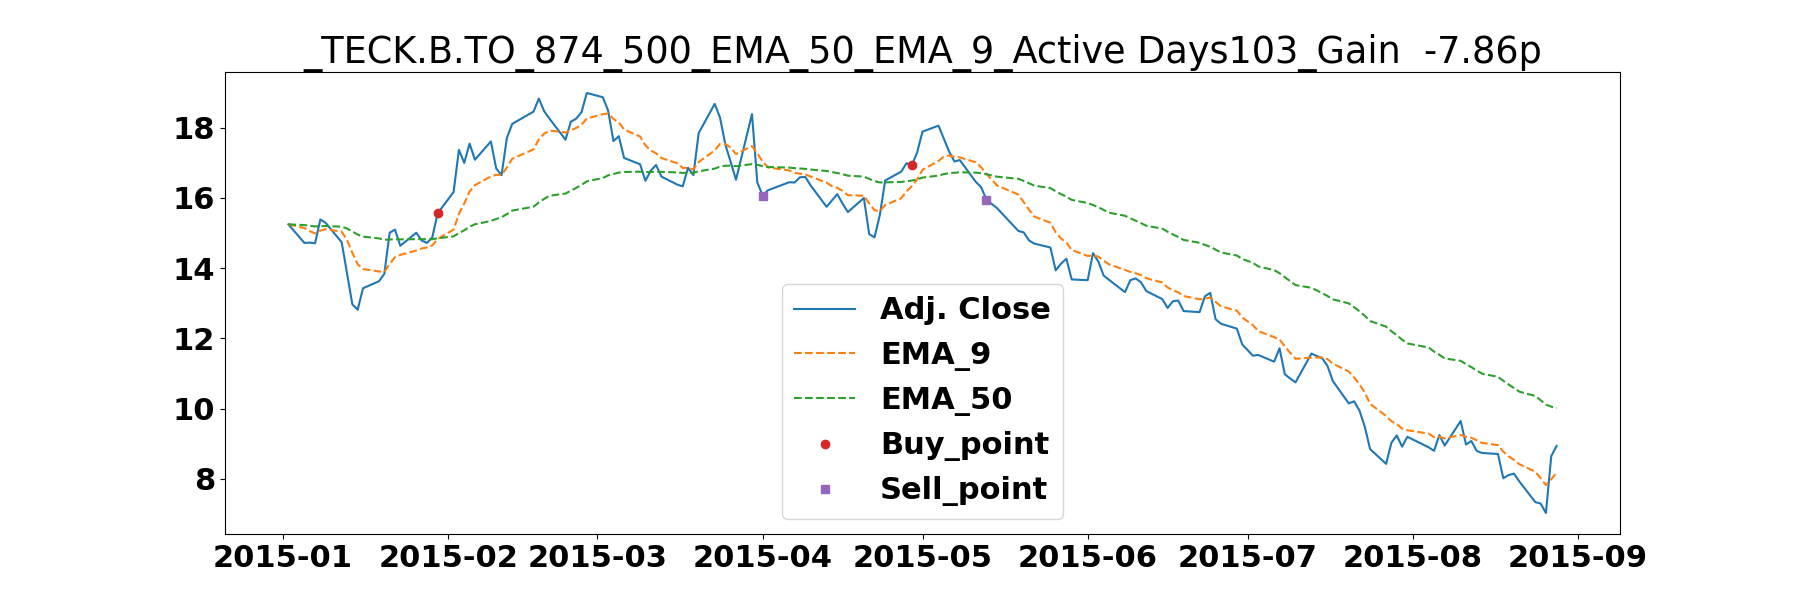 _TECK.B.TO_874_500_EMA_50_EMA_9_Active Days103_Gain  -7.86p
18
16
14
12
10
8
Adj. Close
EMA_9
EMA_50
Buy_point
Sell_point
2015-01 2015-02 2015-03 2015-04 2015-05 2015-06 2015-07 2015-08 2015-09